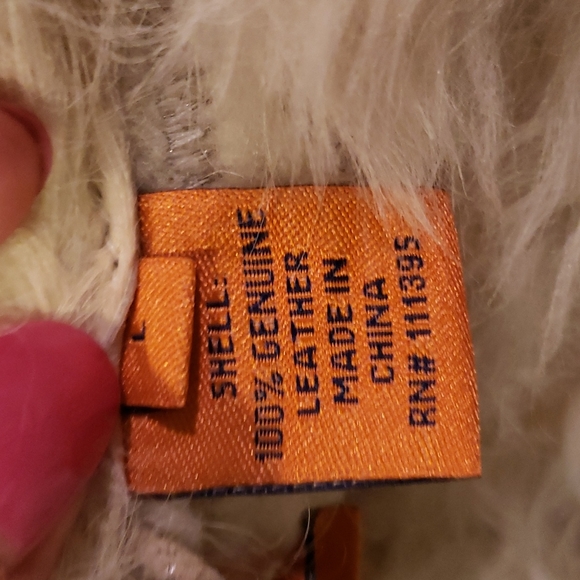 L
SHELL:
100% GENUINE
LEATHER
MADE IN
CHINA
RN# 111395